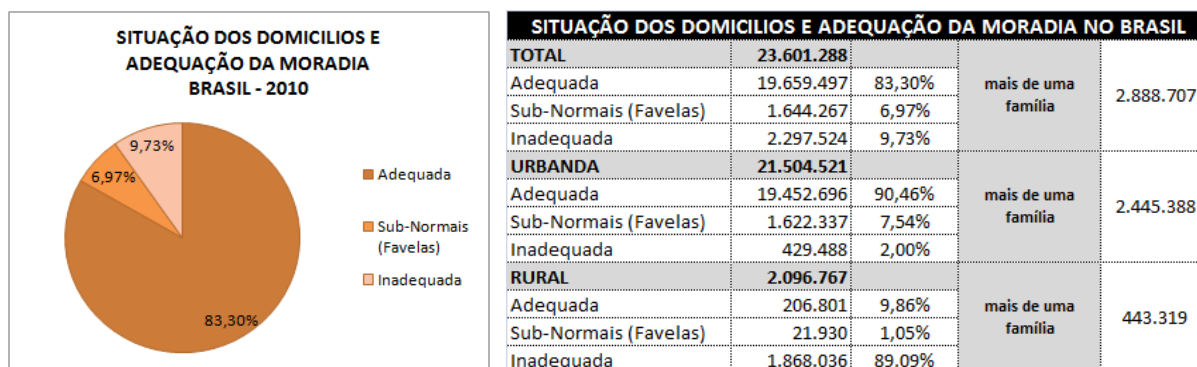 SITUAÇÃO DOS DOMICILIOS E
ADEQUAÇÃO DA MORADIA
BRASIL - 2010
9,73%
6,97%
83,30%
Adequada
Sub-Normais
(Favelas)
Inadequada
SITUAÇÃO DOS DOMICILIOS E ADEQUAÇÃO DA MORADIA NO BRASIL
TOTAL 23.601.288
Adequada 19.659.497 83,30%
Sub-Normais (Favelas) 1.644.267 6,97%
Inadequada 2.297.524 9,73%
mais de uma
família
2.888.707
URBANDA 21.504.521
Adequada 19.452.696 90,46%
Sub-Normais (Favelas) 1.622.337 7,54%
Inadequada 429.488 2,00%
mais de uma
família
2.445.388
RURAL 2.096.767
Adequada 206.801 9,86%
Sub-Normais (Favelas) 21.930 1,05%
Inadequada 1.868.036 89,09%
mais de uma
família
443.319